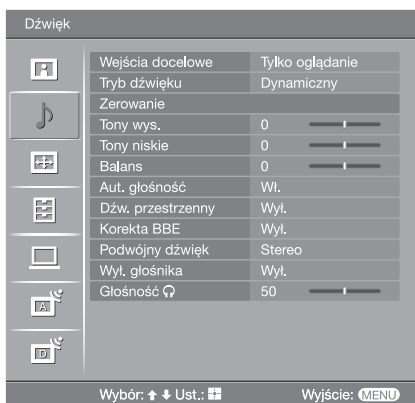 Dźwięk
Wejścia docelowe Tylko oglądanie
Tryb dźwięku Dynamiczny
Zerowanie
Tony wys. 0
Tony niskie 0
Balans 0
Aut. głośność Wł.
Dźw. przestrzenny Wył.
Korekta BBE Wył.
Podwójny dźwięk Stereo
Wył. głośnika Wył.
Głośność 50
A
D
Wybór: Ust.: Wyjście: MENU